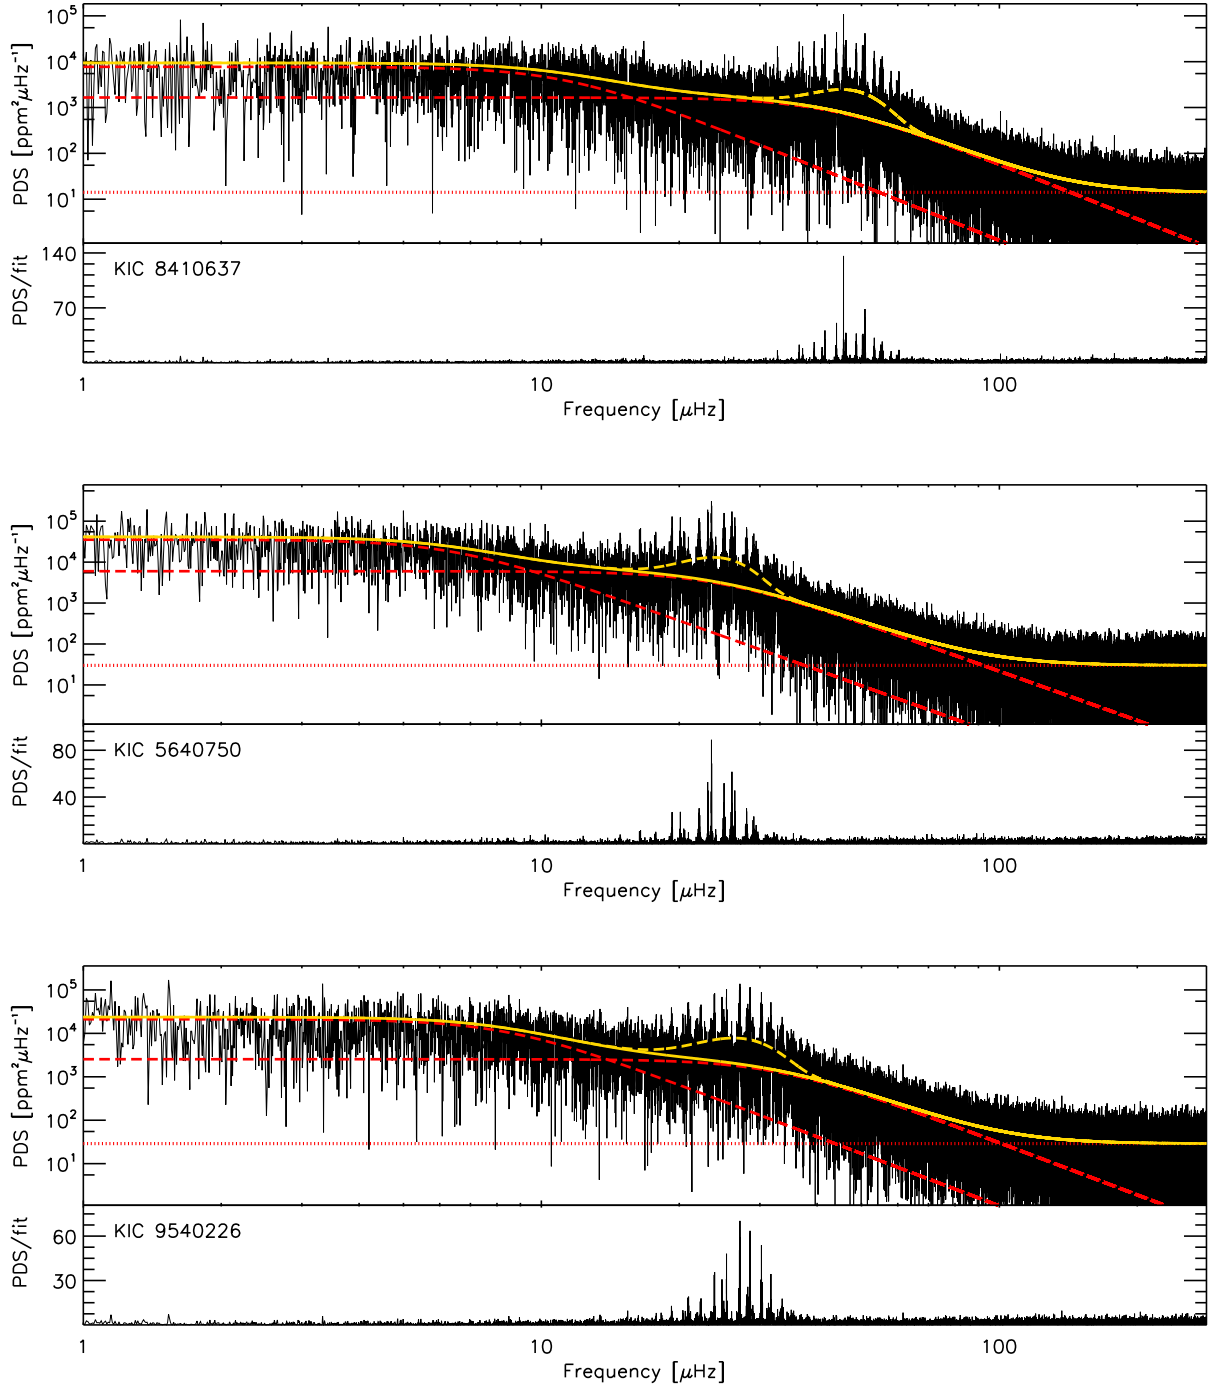 10⁵
10⁴
10³
10²
10¹
PDS [ppm²μHz⁻¹]
140
70
PDS/fit
KIC 8410637
1 10 100
Frequency [μHz]
10⁵
10⁴
10³
10²
10¹
PDS [ppm²μHz⁻¹]
80
40
PDS/fit
KIC 5640750
1 10 100
Frequency [μHz]
10⁵
10⁴
10³
10²
10¹
PDS [ppm²μHz⁻¹]
60
30
PDS/fit
KIC 9540226
1 10 100
Frequency [μHz]